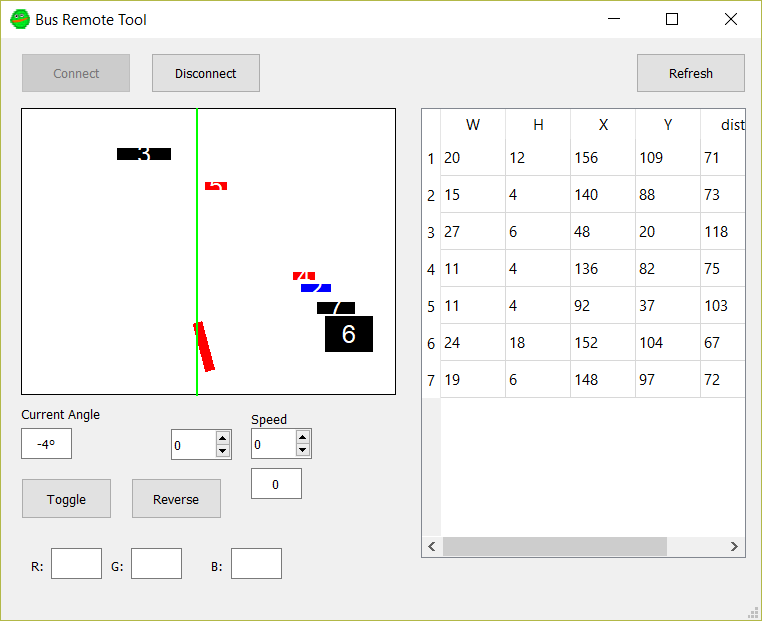 Bus Remote Tool
Connect
Disconnect
Refresh
3
5
4
2
7
6
W H X Y dist
1 20 12 156 109 71
2 15 4 140 88 73
3 27 6 48 20 118
4 11 4 136 82 75
5 11 4 92 37 103
6 24 18 152 104 67
7 19 6 148 97 72
Current Angle
Speed
-4°
0
0
0
Toggle
Reverse
R:
G:
B: